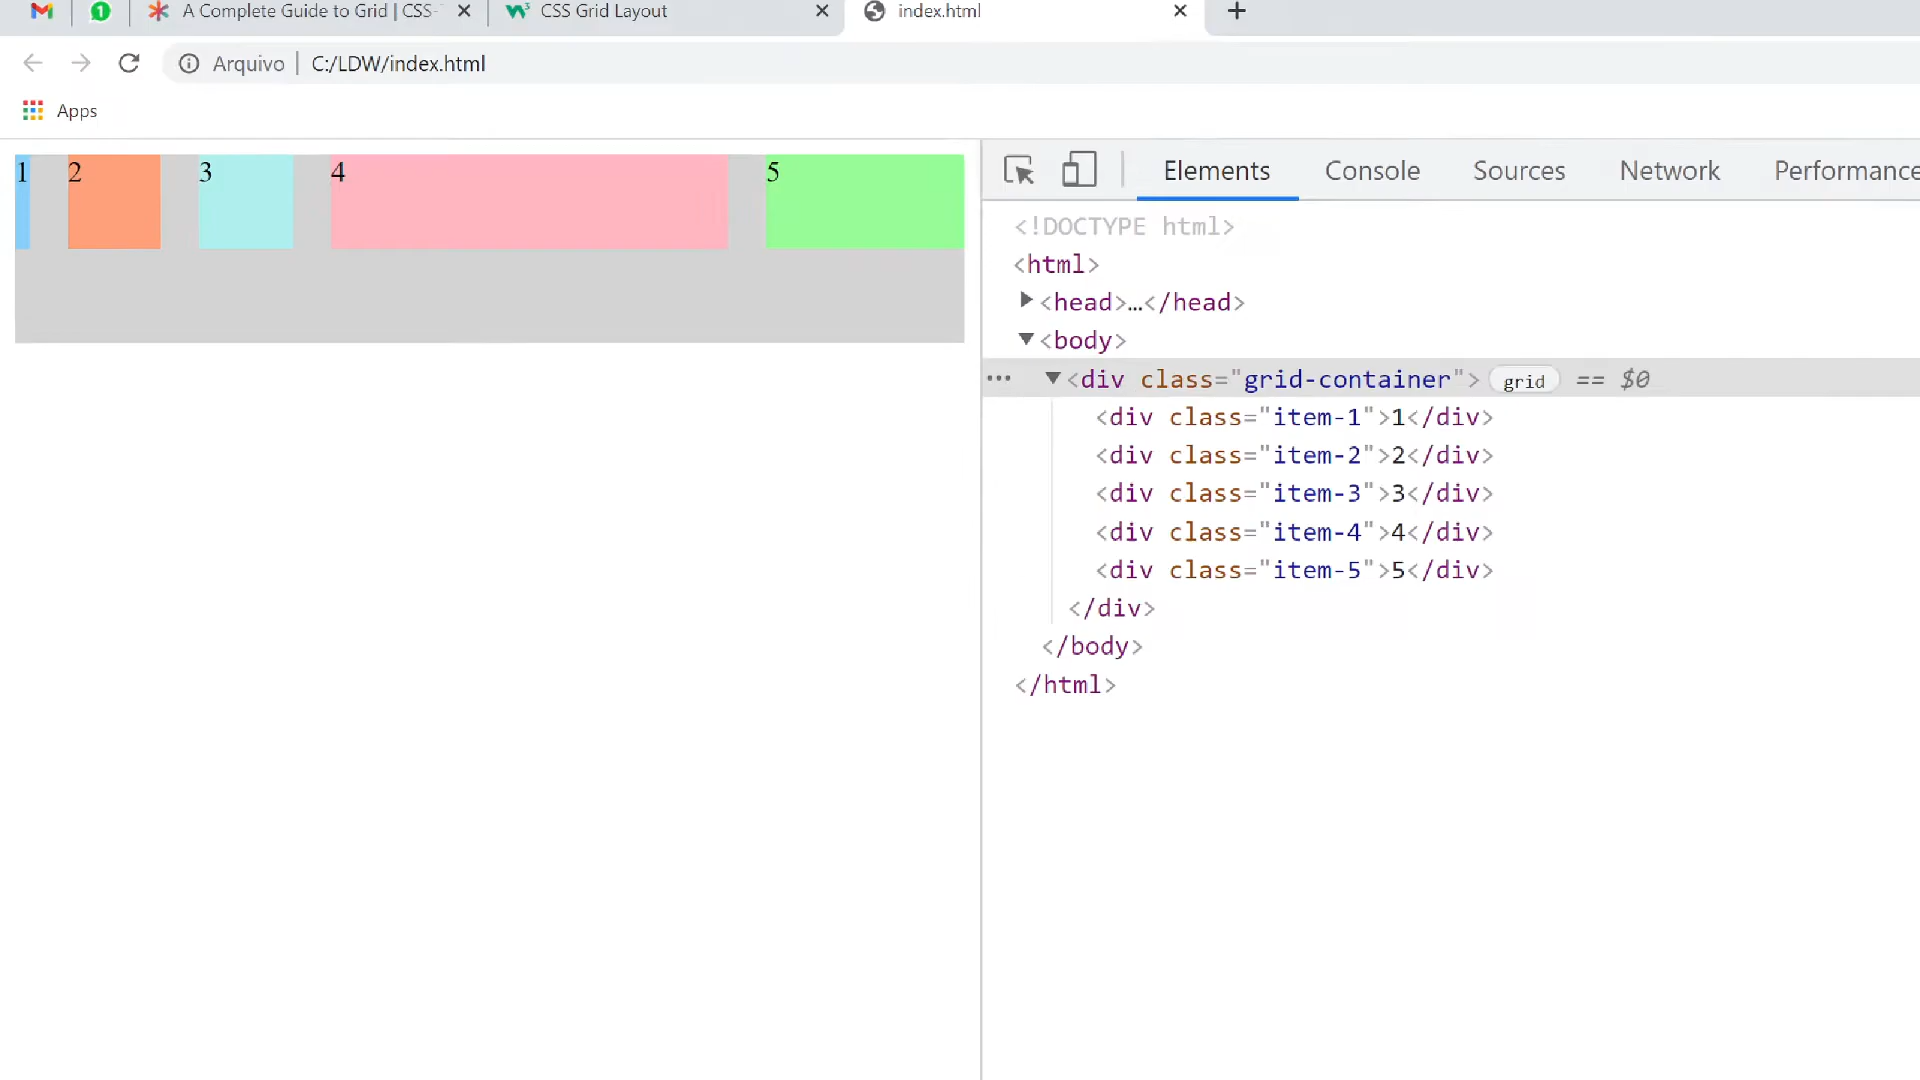 1
A Complete Guide to Grid | CSS-
CSS Grid Layout
index.html
Arquivo | C:/LDW/index.html
Apps
1 2 3 4 5
Elements Console Sources Network Performance
<!DOCTYPE html>
<html>
<head>…</head>
<body>
<div class="grid-container"> grid == $0
<div class="item-1">1</div>
<div class="item-2">2</div>
<div class="item-3">3</div>
<div class="item-4">4</div>
<div class="item-5">5</div>
</div>
</body>
</html>